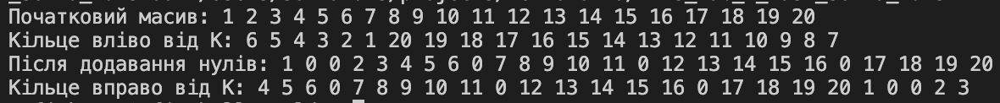 Початковий масив: 1 2 3 4 5 6 7 8 9 10 11 12 13 14 15 16 17 18 19 20
Кільце вліво від K: 6 5 4 3 2 1 20 19 18 17 16 15 14 13 12 11 10 9 8 7
Після додавання нулів: 1 0 0 2 3 4 5 6 0 7 8 9 10 11 0 12 13 14 15 16 0 17 18 19 20
Кільце вправо від K: 4 5 6 0 7 8 9 10 11 0 12 13 14 15 16 0 17 18 19 20 1 0 0 2 3